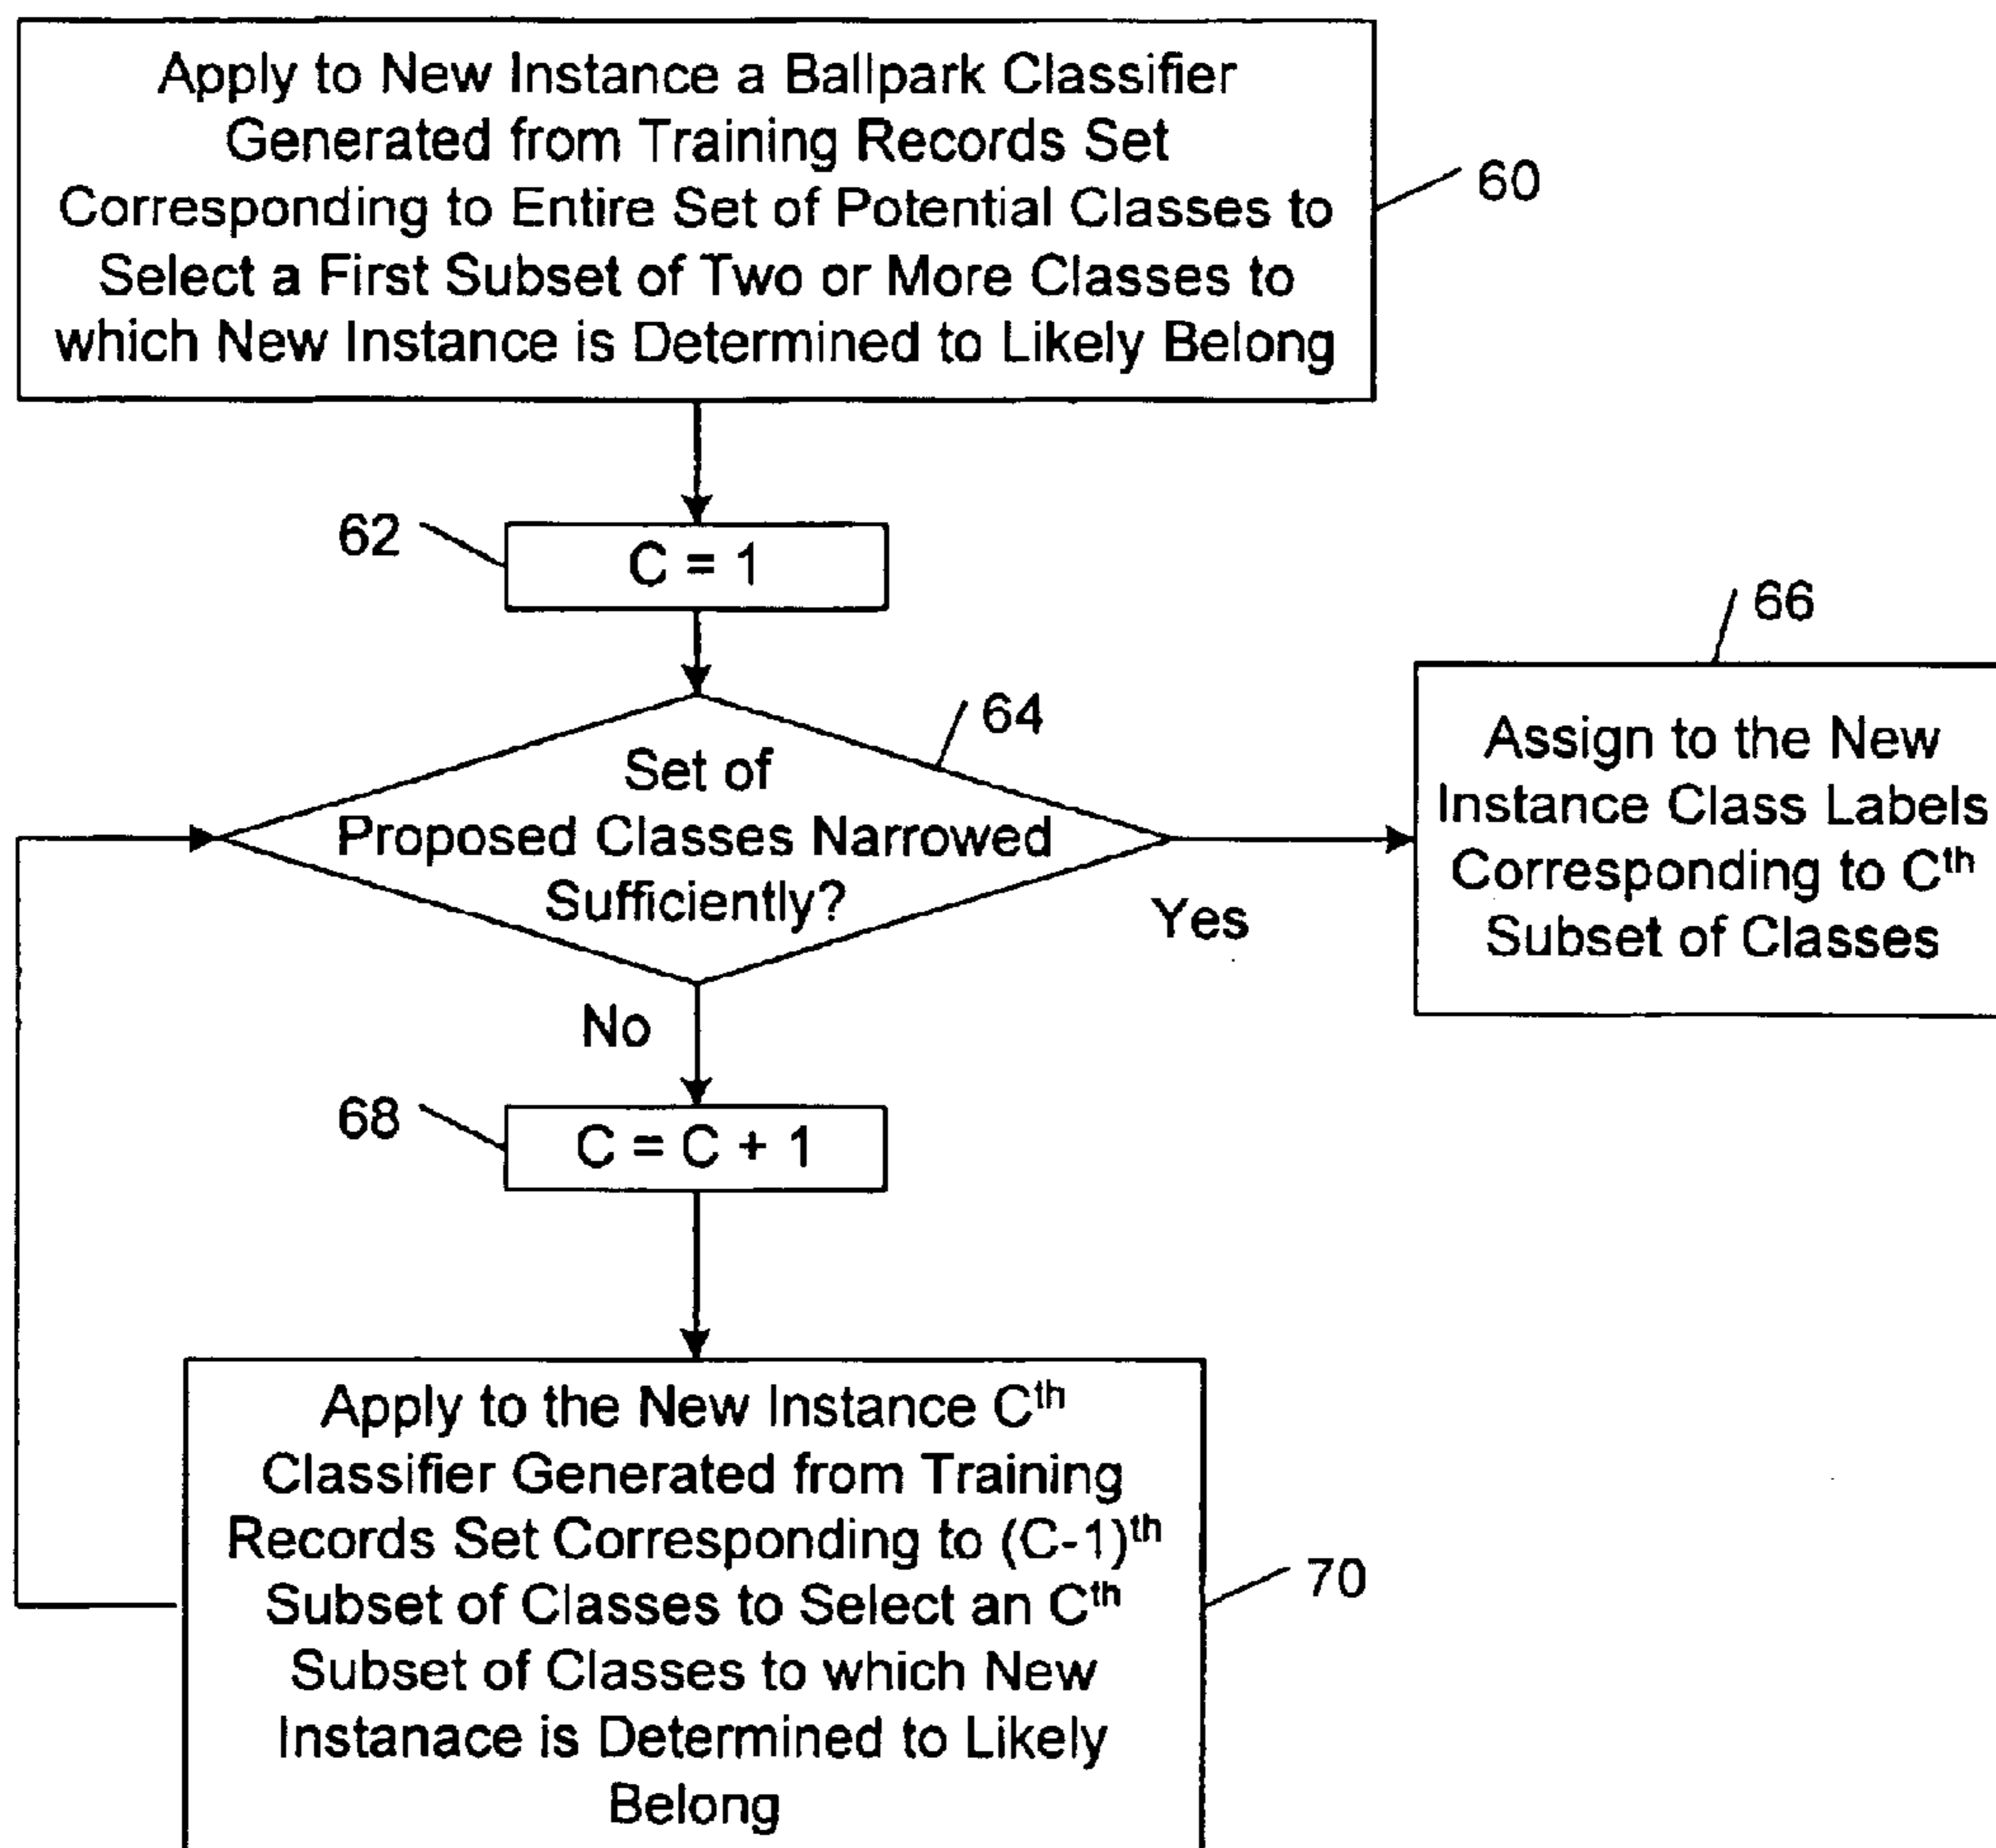 Apply to New Instance a Ballpark Classifier
Generated from Training Records Set
Corresponding to Entire Set of Potential Classes to
Select a First Subset of Two or More Classes to
which New Instance is Determined to Likely Belong
60
62
C = 1
66
64
Set of
Proposed Classes Narrowed
Sufficiently?
Yes
Assign to the New
Instance Class Labels
Corresponding to Cth
Subset of Classes
No
68
C = C + 1
Apply to the New Instance Cth
Classifier Generated from Training
Records Set Corresponding to (C-1)th
Subset of Classes to Select an Cth
Subset of Classes to which New
Instanace is Determined to Likely
Belong
70